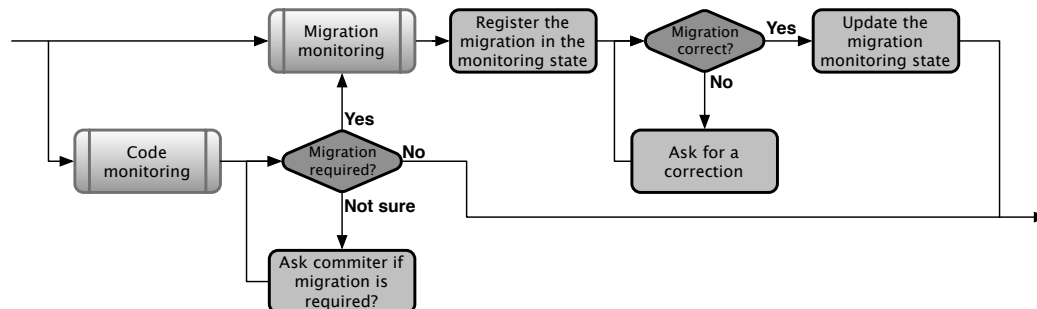 Migration
monitoring
Register the
migration in the
monitoring state
Migration
correct?
Yes
Update the
migration
monitoring state
No
Ask for a
correction
Code
monitoring
Yes
Migration
required?
No
Not sure
Ask commiter if
migration is
required?